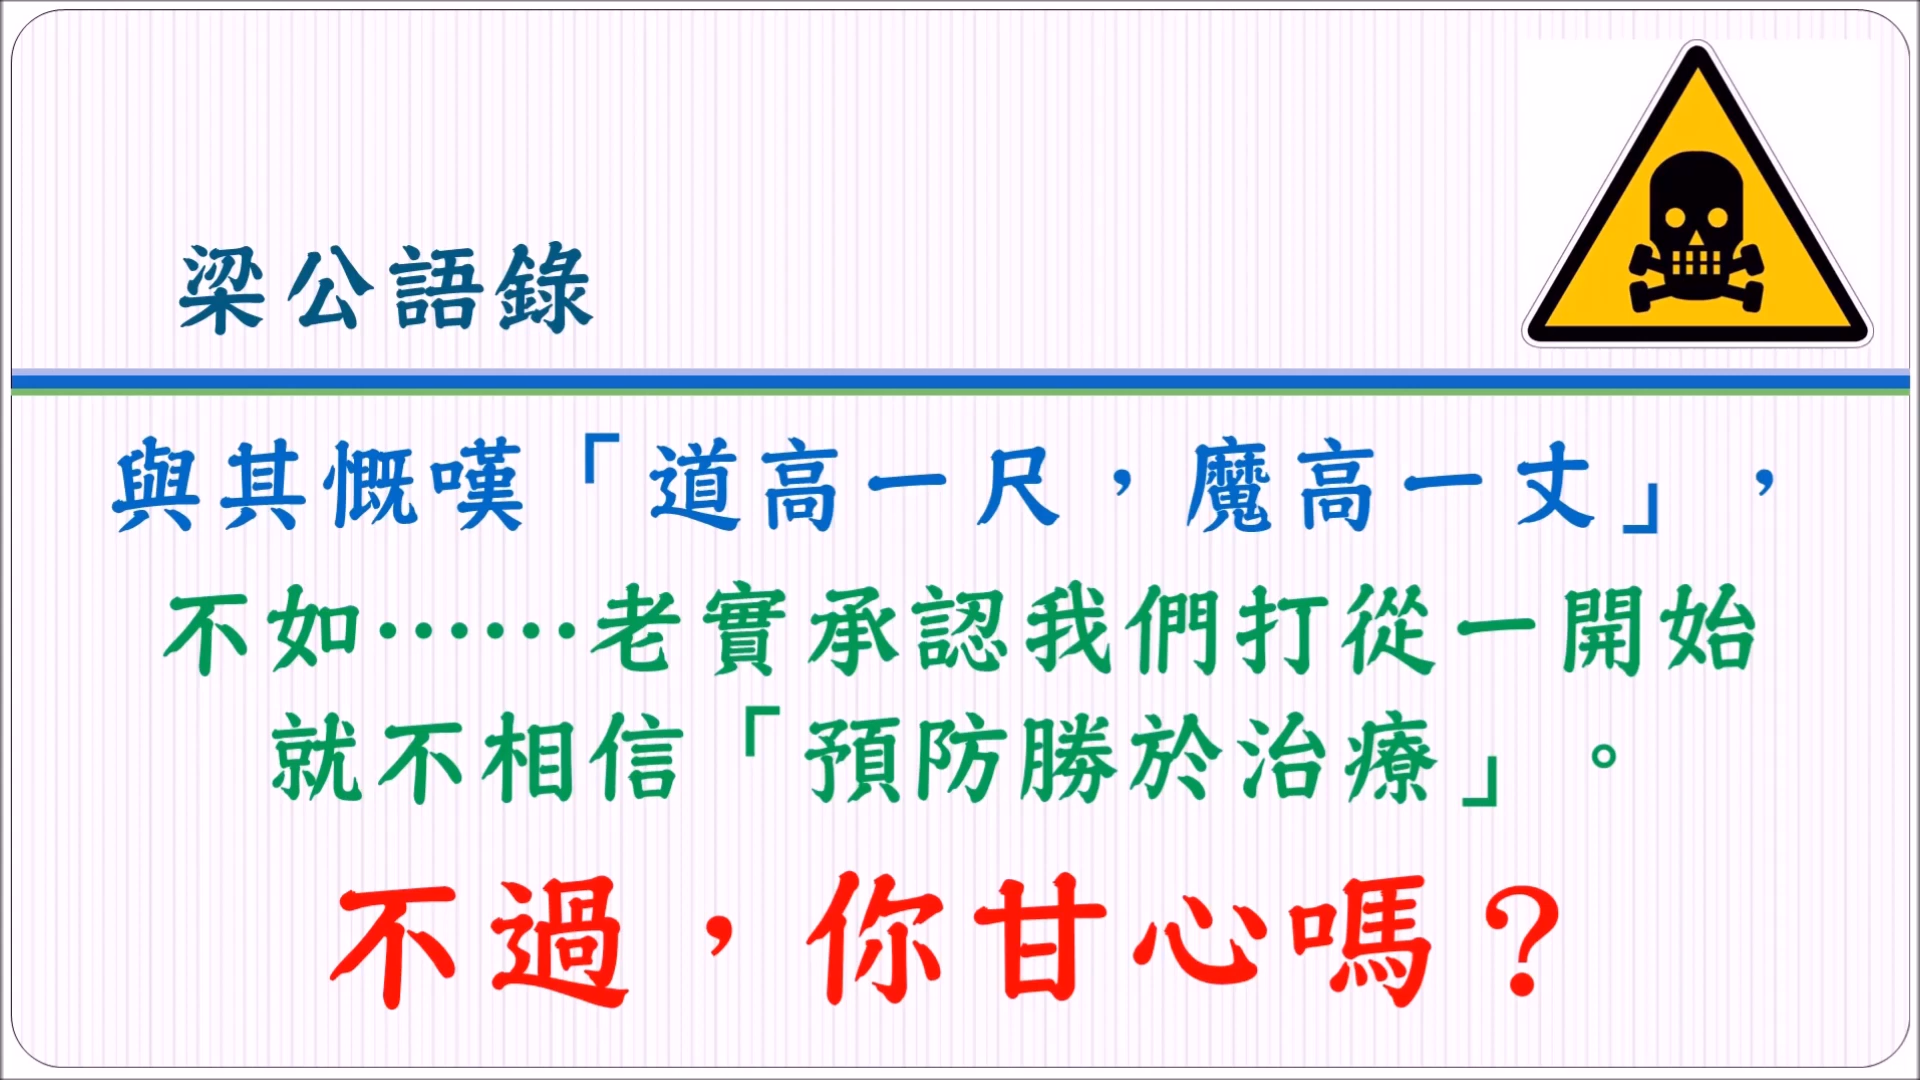 梁公語錄
與其慨嘆「道高一尺，魔高一丈」，
不如……老實承認我們打從一開始
就不相信「預防勝於治療」。
不過，你甘心嗎？